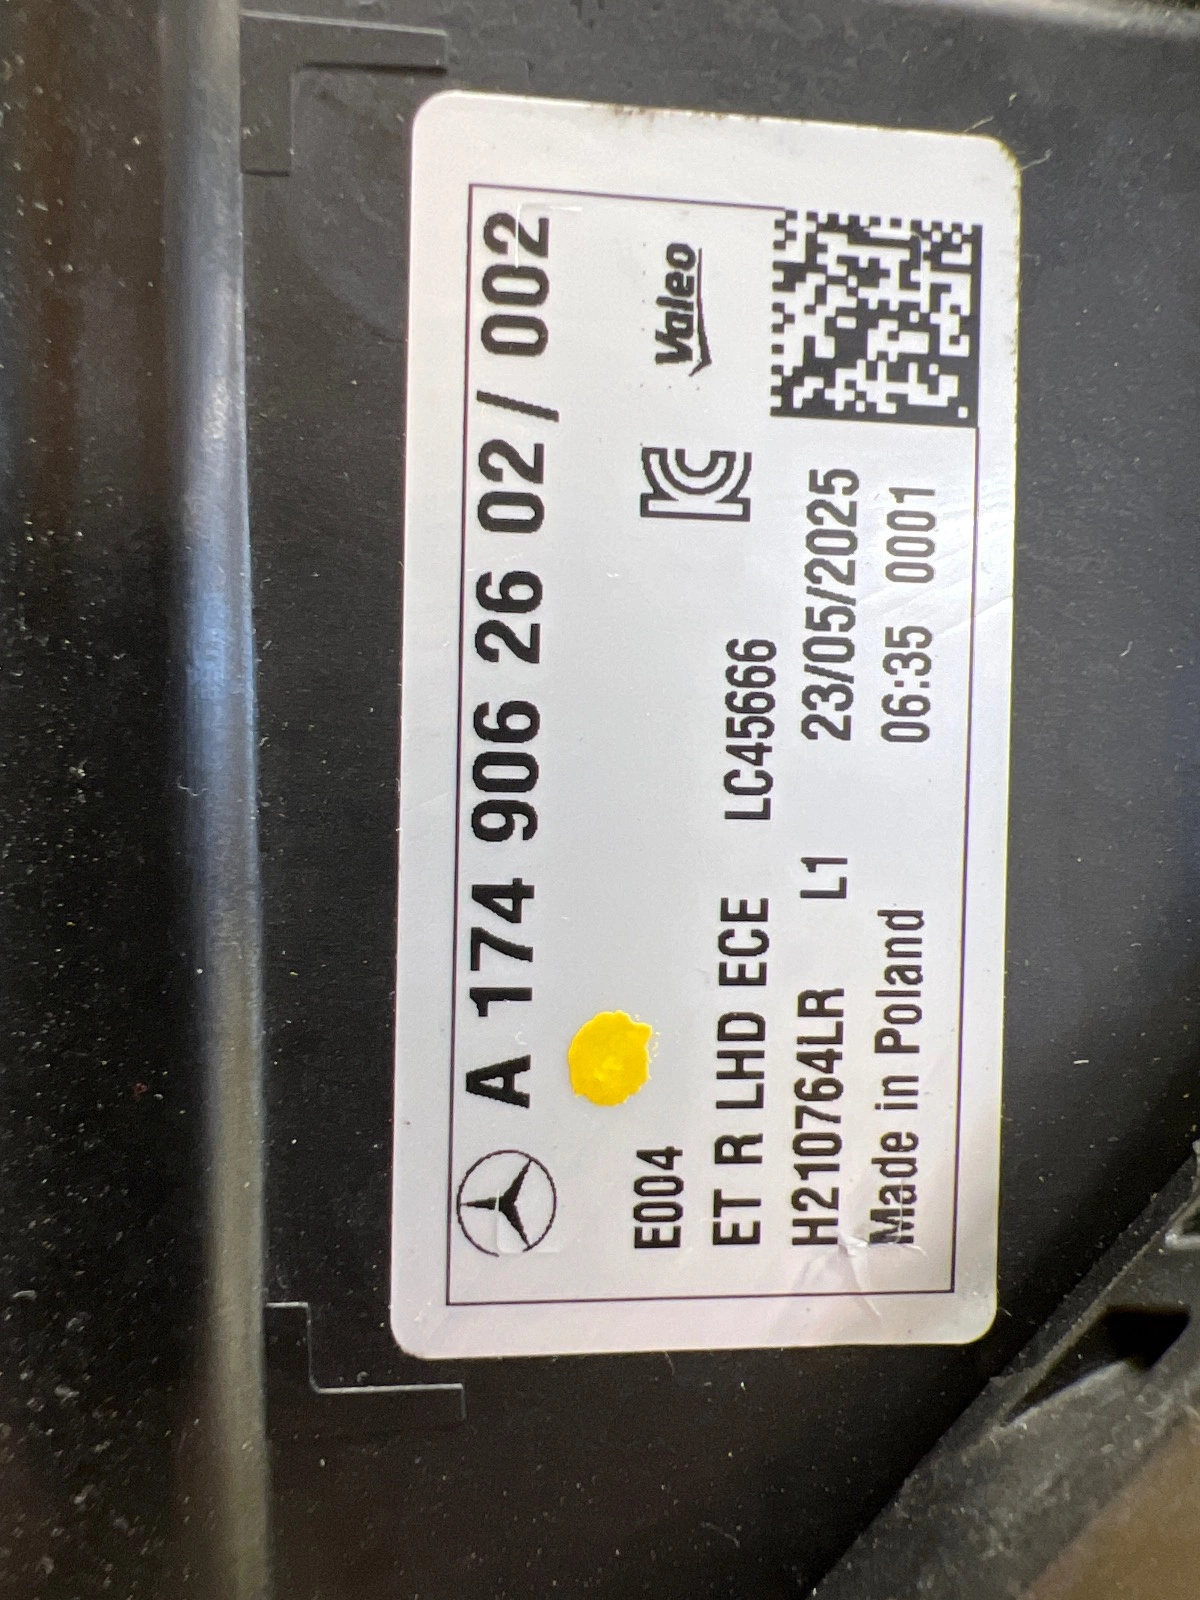 A 174 906 26 02 / 002
E004
Valeo
ET R LHD ECE LC45666
H210764LR L1 23/05/2025
Made in Poland 06:35 0001